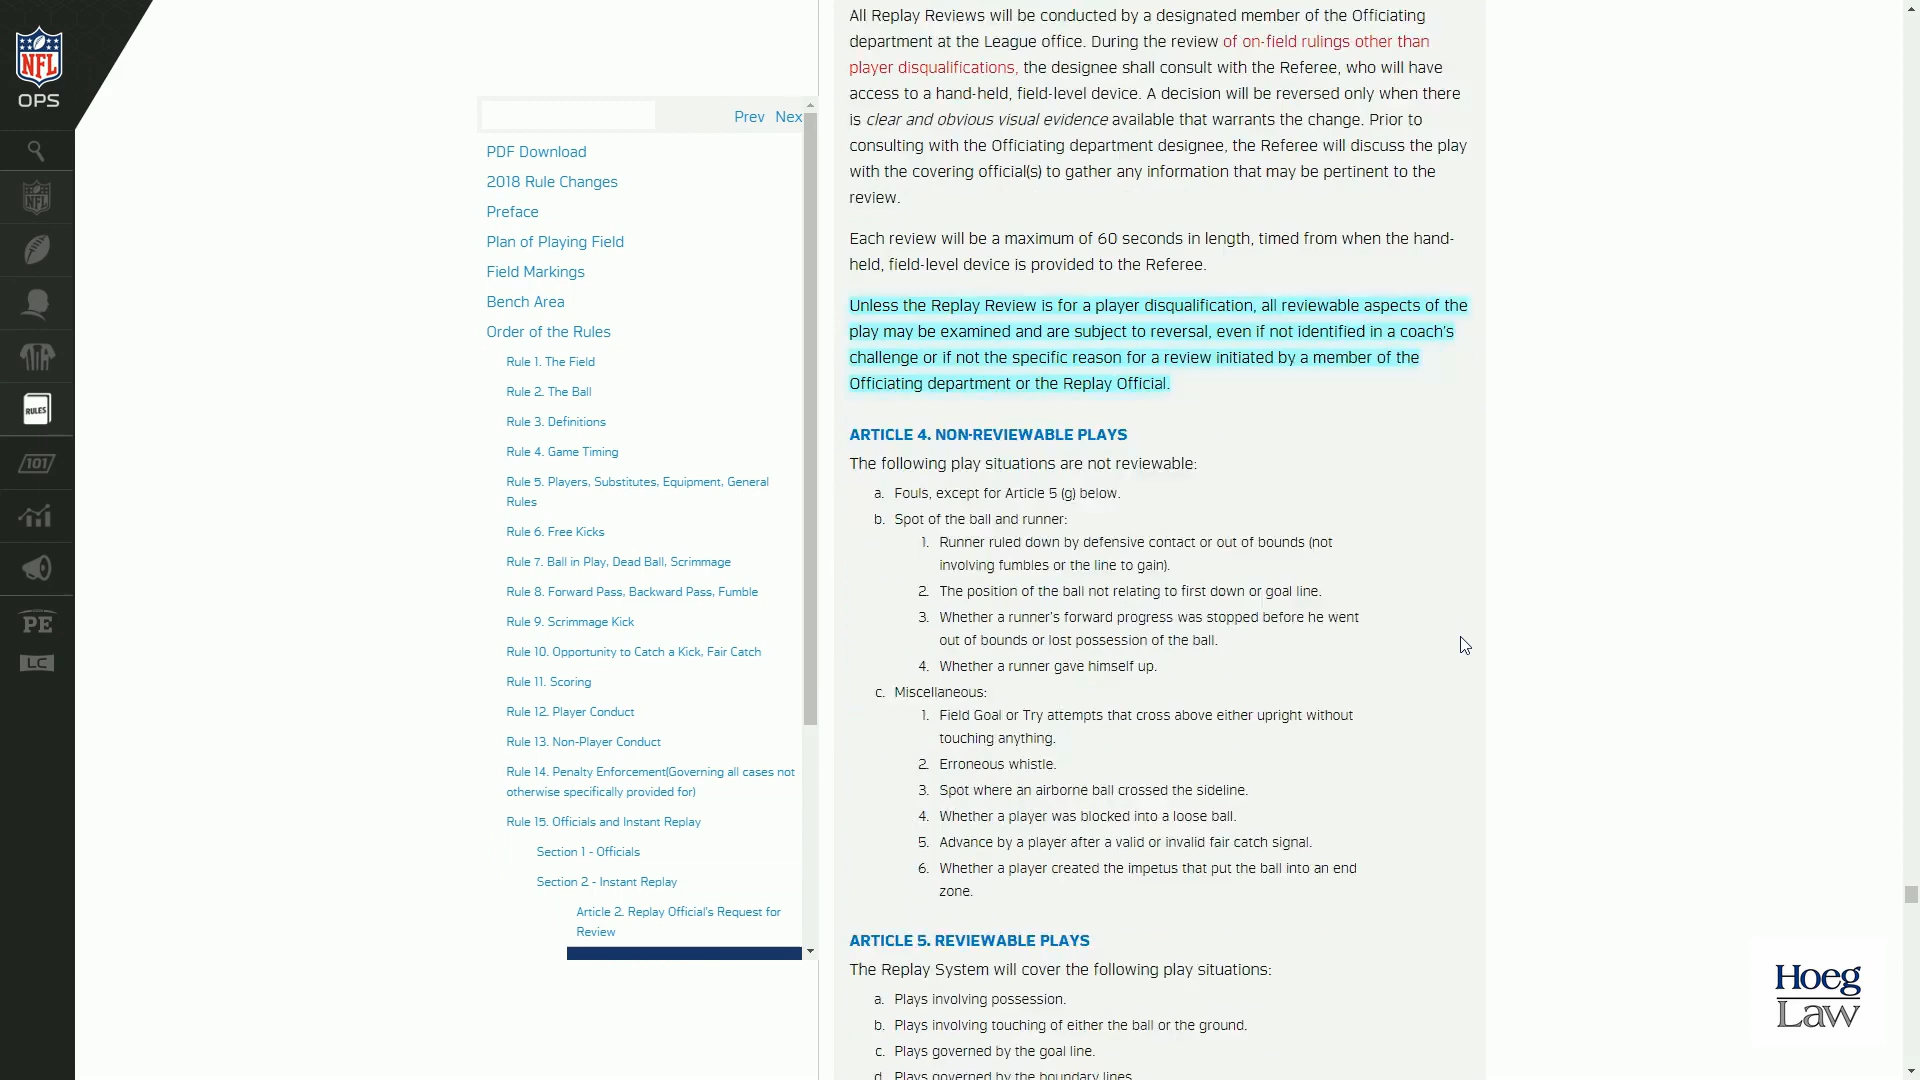 NFL
OPS
RULES
101
PE
LC
Prev Nex
PDF Download
2018 Rule Changes
Preface
Plan of Playing Field
Field Markings
Bench Area
Order of the Rules
Rule 1. The Field
Rule 2. The Ball
Rule 3. Definitions
Rule 4. Game Timing
Rule 5. Players, Substitutes, Equipment, General
Rules
Rule 6. Free Kicks
Rule 7. Ball in Play, Dead Ball, Scrimmage
Rule 8. Forward Pass, Backward Pass, Fumble
Rule 9. Scrimmage Kick
Rule 10. Opportunity to Catch a Kick, Fair Catch
Rule 11. Scoring
Rule 12. Player Conduct
Rule 13. Non-Player Conduct
Rule 14. Penalty Enforcement(Governing all cases not
otherwise specifically provided for)
Rule 15. Officials and Instant Replay
Section 1 - Officials
Section 2 - Instant Replay
Article 2. Replay Official's Request for
Review
All Replay Reviews will be conducted by a designated member of the Officiating
department at the League office. During the review of on-field rulings other than
player disqualifications, the designee shall consult with the Referee, who will have
access to a hand-held, field-level device. A decision will be reversed only when there
is clear and obvious visual evidence available that warrants the change. Prior to
consulting with the Officiating department designee, the Referee will discuss the play
with the covering official(s) to gather any information that may be pertinent to the
review.
Each review will be a maximum of 60 seconds in length, timed from when the hand-
held, field-level device is provided to the Referee.
Unless the Replay Review is for a player disqualification, all reviewable aspects of the
play may be examined and are subject to reversal, even if not identified in a coach's
challenge or if not the specific reason for a review initiated by a member of the
Officiating department or the Replay Official.
ARTICLE 4. NON-REVIEWABLE PLAYS
The following play situations are not reviewable:
a. Fouls, except for Article 5 (g) below.
b. Spot of the ball and runner:
1. Runner ruled down by defensive contact or out of bounds (not
involving fumbles or the line to gain).
2. The position of the ball not relating to first down or goal line.
3. Whether a runner's forward progress was stopped before he went
out of bounds or lost possession of the ball.
4. Whether a runner gave himself up.
c. Miscellaneous:
1. Field Goal or Try attempts that cross above either upright without
touching anything.
2. Erroneous whistle.
3. Spot where an airborne ball crossed the sideline.
4. Whether a player was blocked into a loose ball.
5. Advance by a player after a valid or invalid fair catch signal.
6. Whether a player created the impetus that put the ball into an end
zone.
ARTICLE 5. REVIEWABLE PLAYS
The Replay System will cover the following play situations:
a. Plays involving possession.
b. Plays involving touching of either the ball or the ground.
c. Plays governed by the goal line.
d. Plays governed by the boundary lines
Hoeg
Law